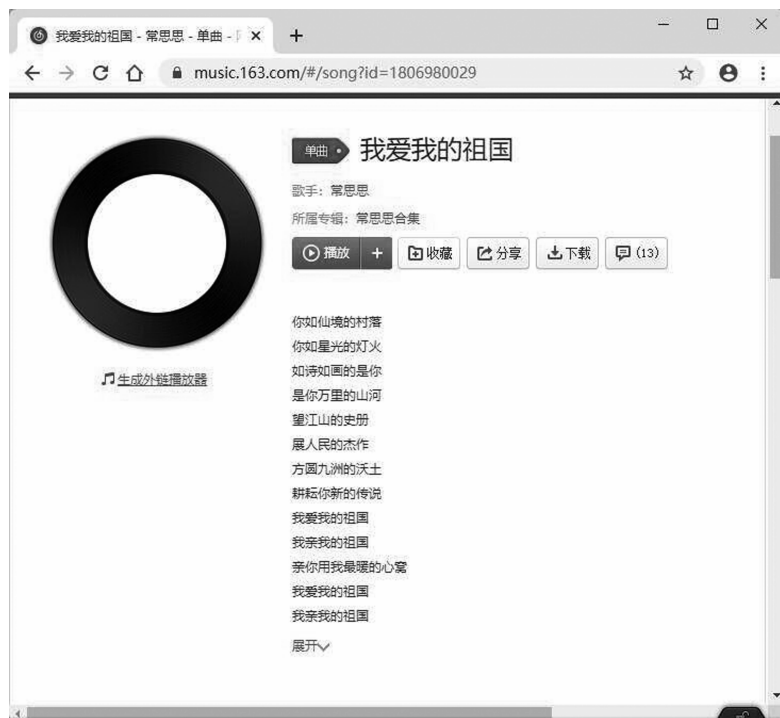 我爱我的祖国 - 常思思 - 单曲 -
music.163.com/#/song?id=1806980029
单曲 我爱我的祖国
歌手：常思思
所属专辑：常思思合集
播放 + 收藏 分享 下载 (13)
生成外链播放器
你如仙境的村落
你如星光的灯火
如诗如画的是你
是你万里的山河
望江山的史册
展人民的杰作
方圆九洲的沃土
耕耘你新的传说
我爱我的祖国
我亲我的祖国
亲你用我最暖的心窝
我爱我的祖国
我亲我的祖国
展开